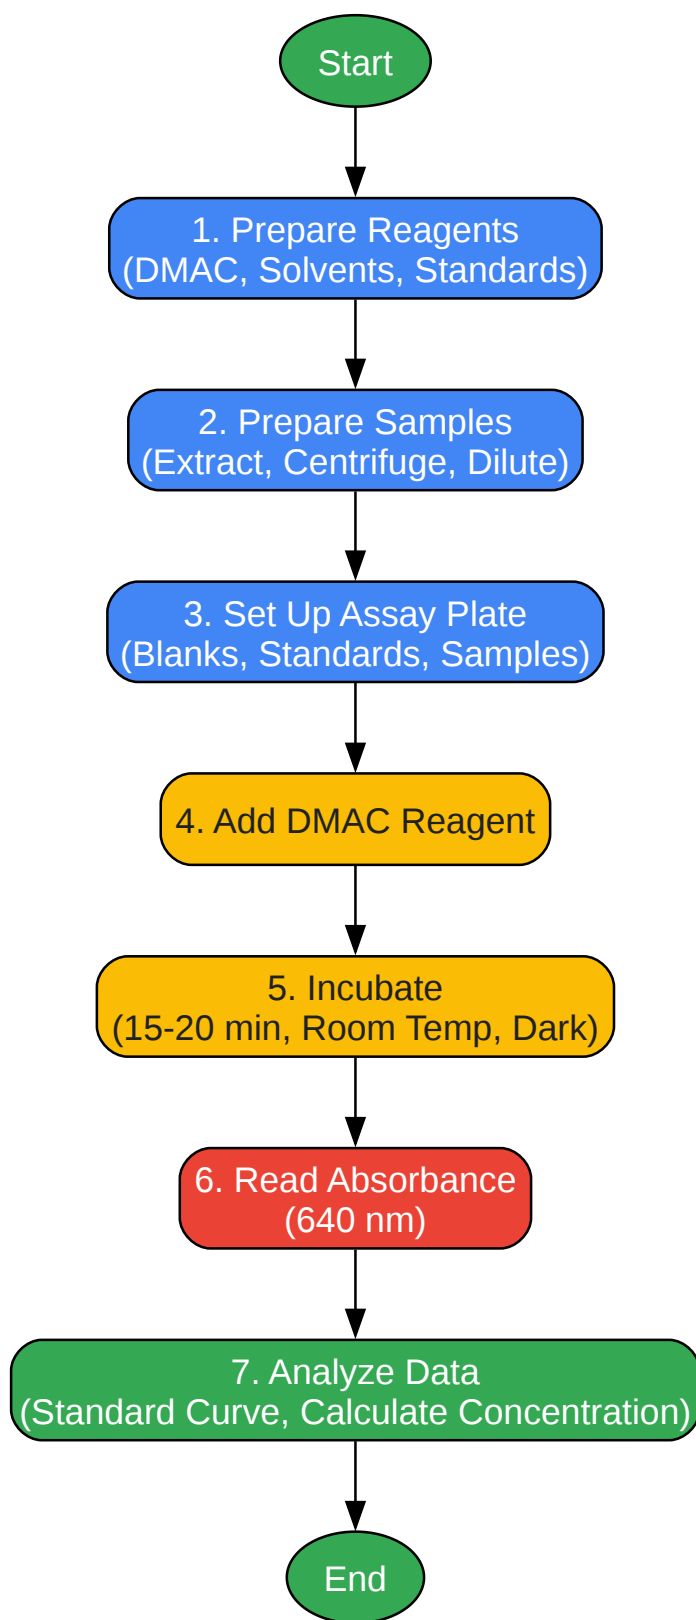 Start
1. Prepare Reagents
(DMAC, Solvents, Standards)
2. Prepare Samples
(Extract, Centrifuge, Dilute)
3. Set Up Assay Plate
(Blanks, Standards, Samples)
4. Add DMAC Reagent
5. Incubate
(15-20 min, Room Temp, Dark)
6. Read Absorbance
(640 nm)
7. Analyze Data
(Standard Curve, Calculate Concentration)
End